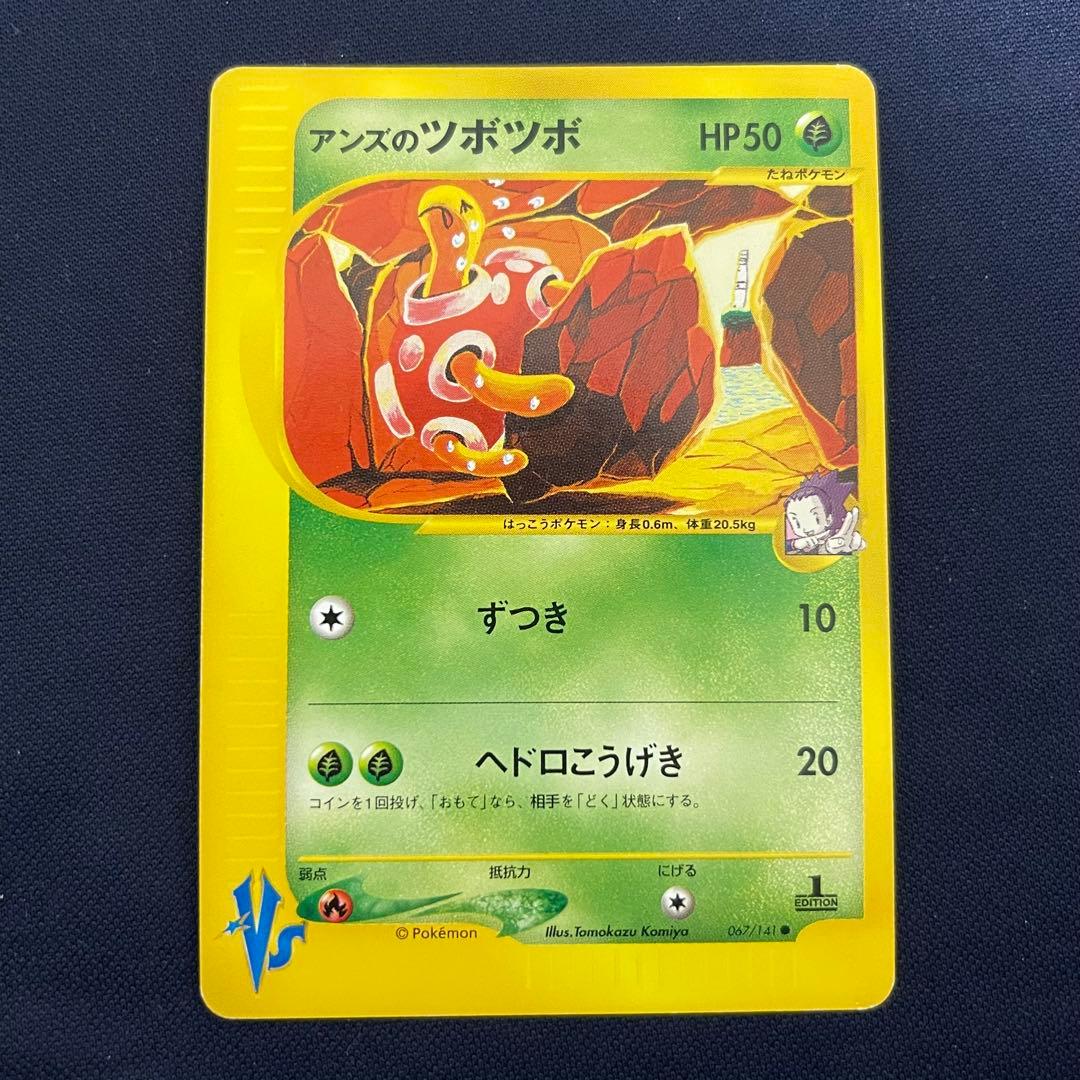 アンズのツボツボ HP50
たねポケモン
はっこうポケモン：身長0.6m、体重20.5kg
ずつき 10
ヘドロこうげき 20
コインを1回投げ、「おもて」なら、相手を「どく」状態にする。
弱点 抵抗力 にげる
1
EDITION
VS
© Pokémon Illus.Tomokazu Komiya 067/141